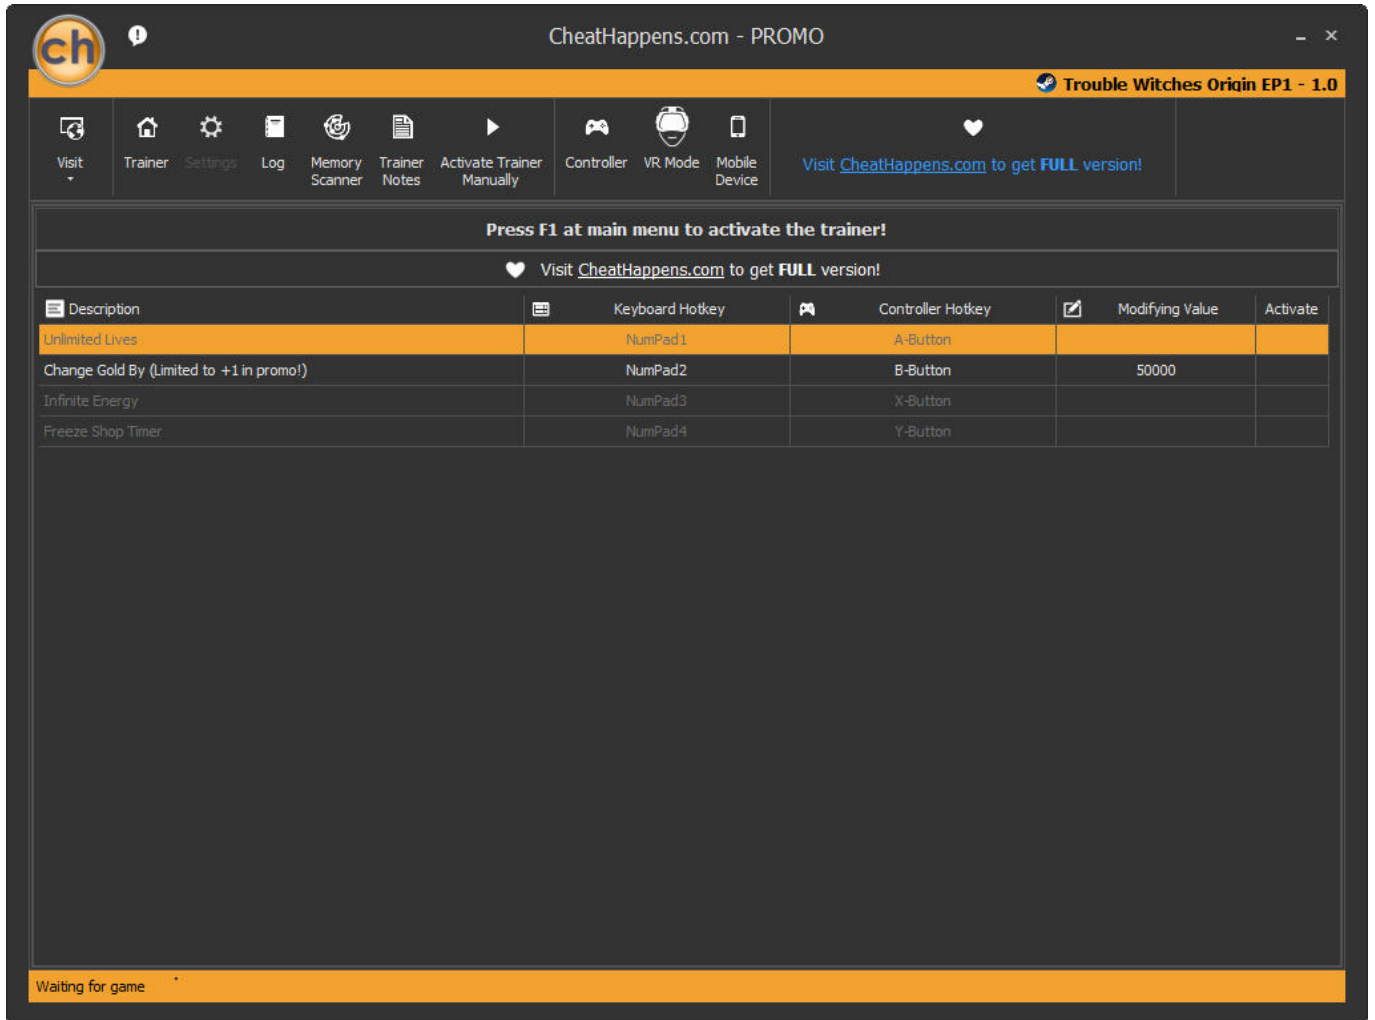 ch
CheatHappens.com - PROMO
Trouble Witches Origin EP1 - 1.0
Visit Trainer Settings Log Memory Scanner Trainer Notes Activate Trainer Manually Controller VR Mode Mobile Device Visit CheatHappens.com to get FULL version!
Press F1 at main menu to activate the trainer!
Visit CheatHappens.com to get FULL version!
Description Keyboard Hotkey Controller Hotkey Modifying Value Activate
Unlimited Lives NumPad1 A-Button
Change Gold By (Limited to +1 in promo!) NumPad2 B-Button 50000
Infinite Energy NumPad3 X-Button
Freeze Shop Timer NumPad4 Y-Button
Waiting for game